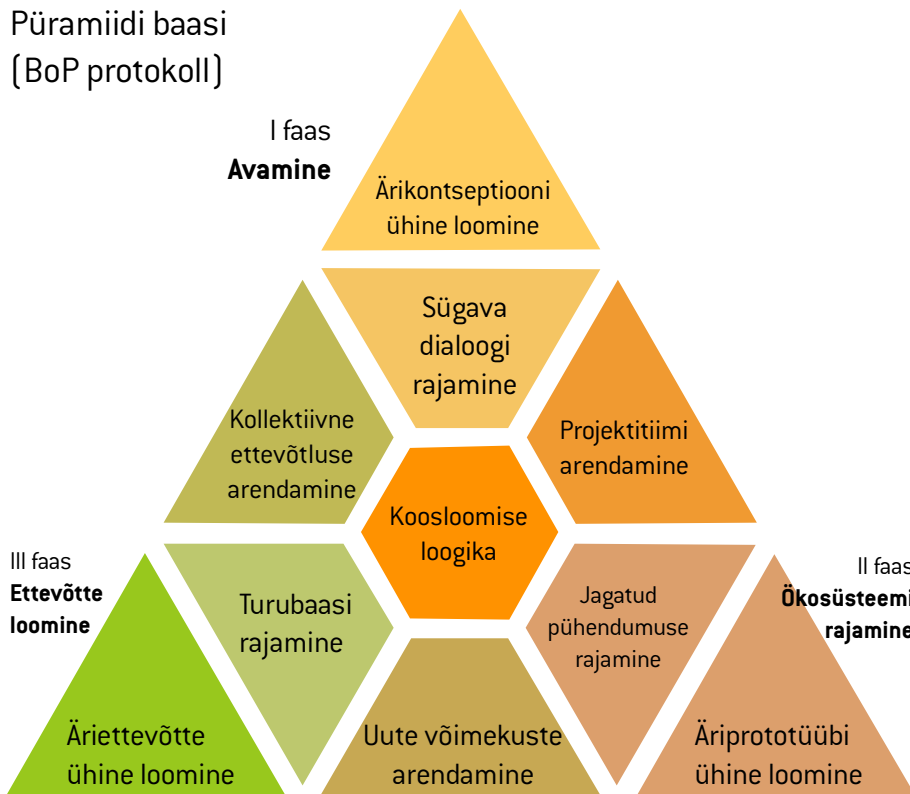 Püramiidi baasi
(BoP protokoll)
I faas
Avamine
Ärikontseptiooni
ühine loomine
Sügava
dialoogi
rajamine
Kollektiivne
ettevõtluse
arendamine
Projektitiimi
arendamine
Koosloomise
loogika
III faas
Ettevõtte
loomine
Turubaasi
rajamine
Jagatud
pühendumuse
rajamine
II faas
Ökosüsteemi
rajamine
Äriettevõtte
ühine loomine
Uute võimekuste
arendamine
Äriprototüübi
ühine loomine